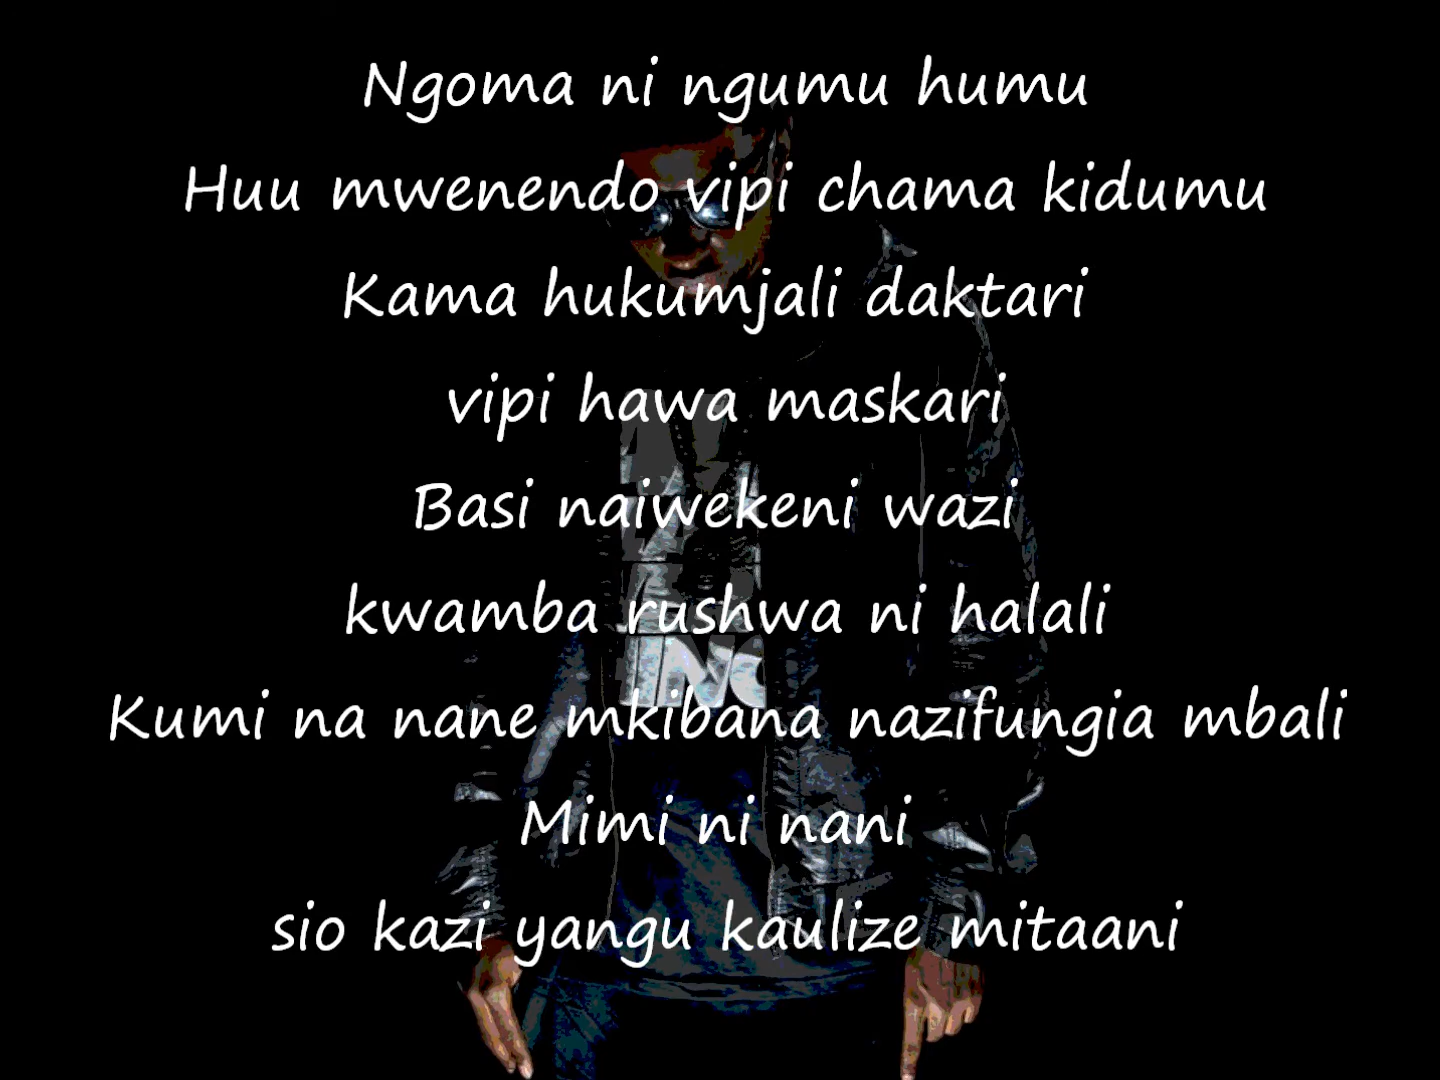 Ngoma ni ngumu humu
Huu mwenendo vipi chama kidumu
Kama hukumjali daktari
vipi hawa maskari
Basi naiwekeni wazi
kwamba rushwa ni halali
Kumi na nane mkibana nazifungia mbali
Mimi ni nani
sio kazi yangu kaulize mitaani